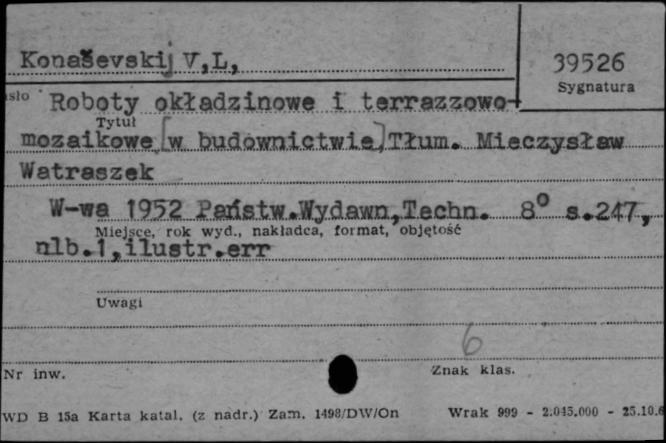 Konaševskij V,L,
39526
Sygnatura
Roboty okładzinowe i terrazzowo-
Tytuł
mozaikowe [w budownictwie] Tłum. Mieczysław
Watraszek
W-wa 1952 Państw.Wydawn,Techn. 8° s.247,
Miejsce, rok wyd., nakładca, format, objętość
nlb.1,ilustr.err
Uwagi
6
Nr inw.
Znak klas.
WD B 15a Karta katal. (z nadr.) Zam. 1498/DW/On Wrak 999 - 2.045.000 - 25.10.6